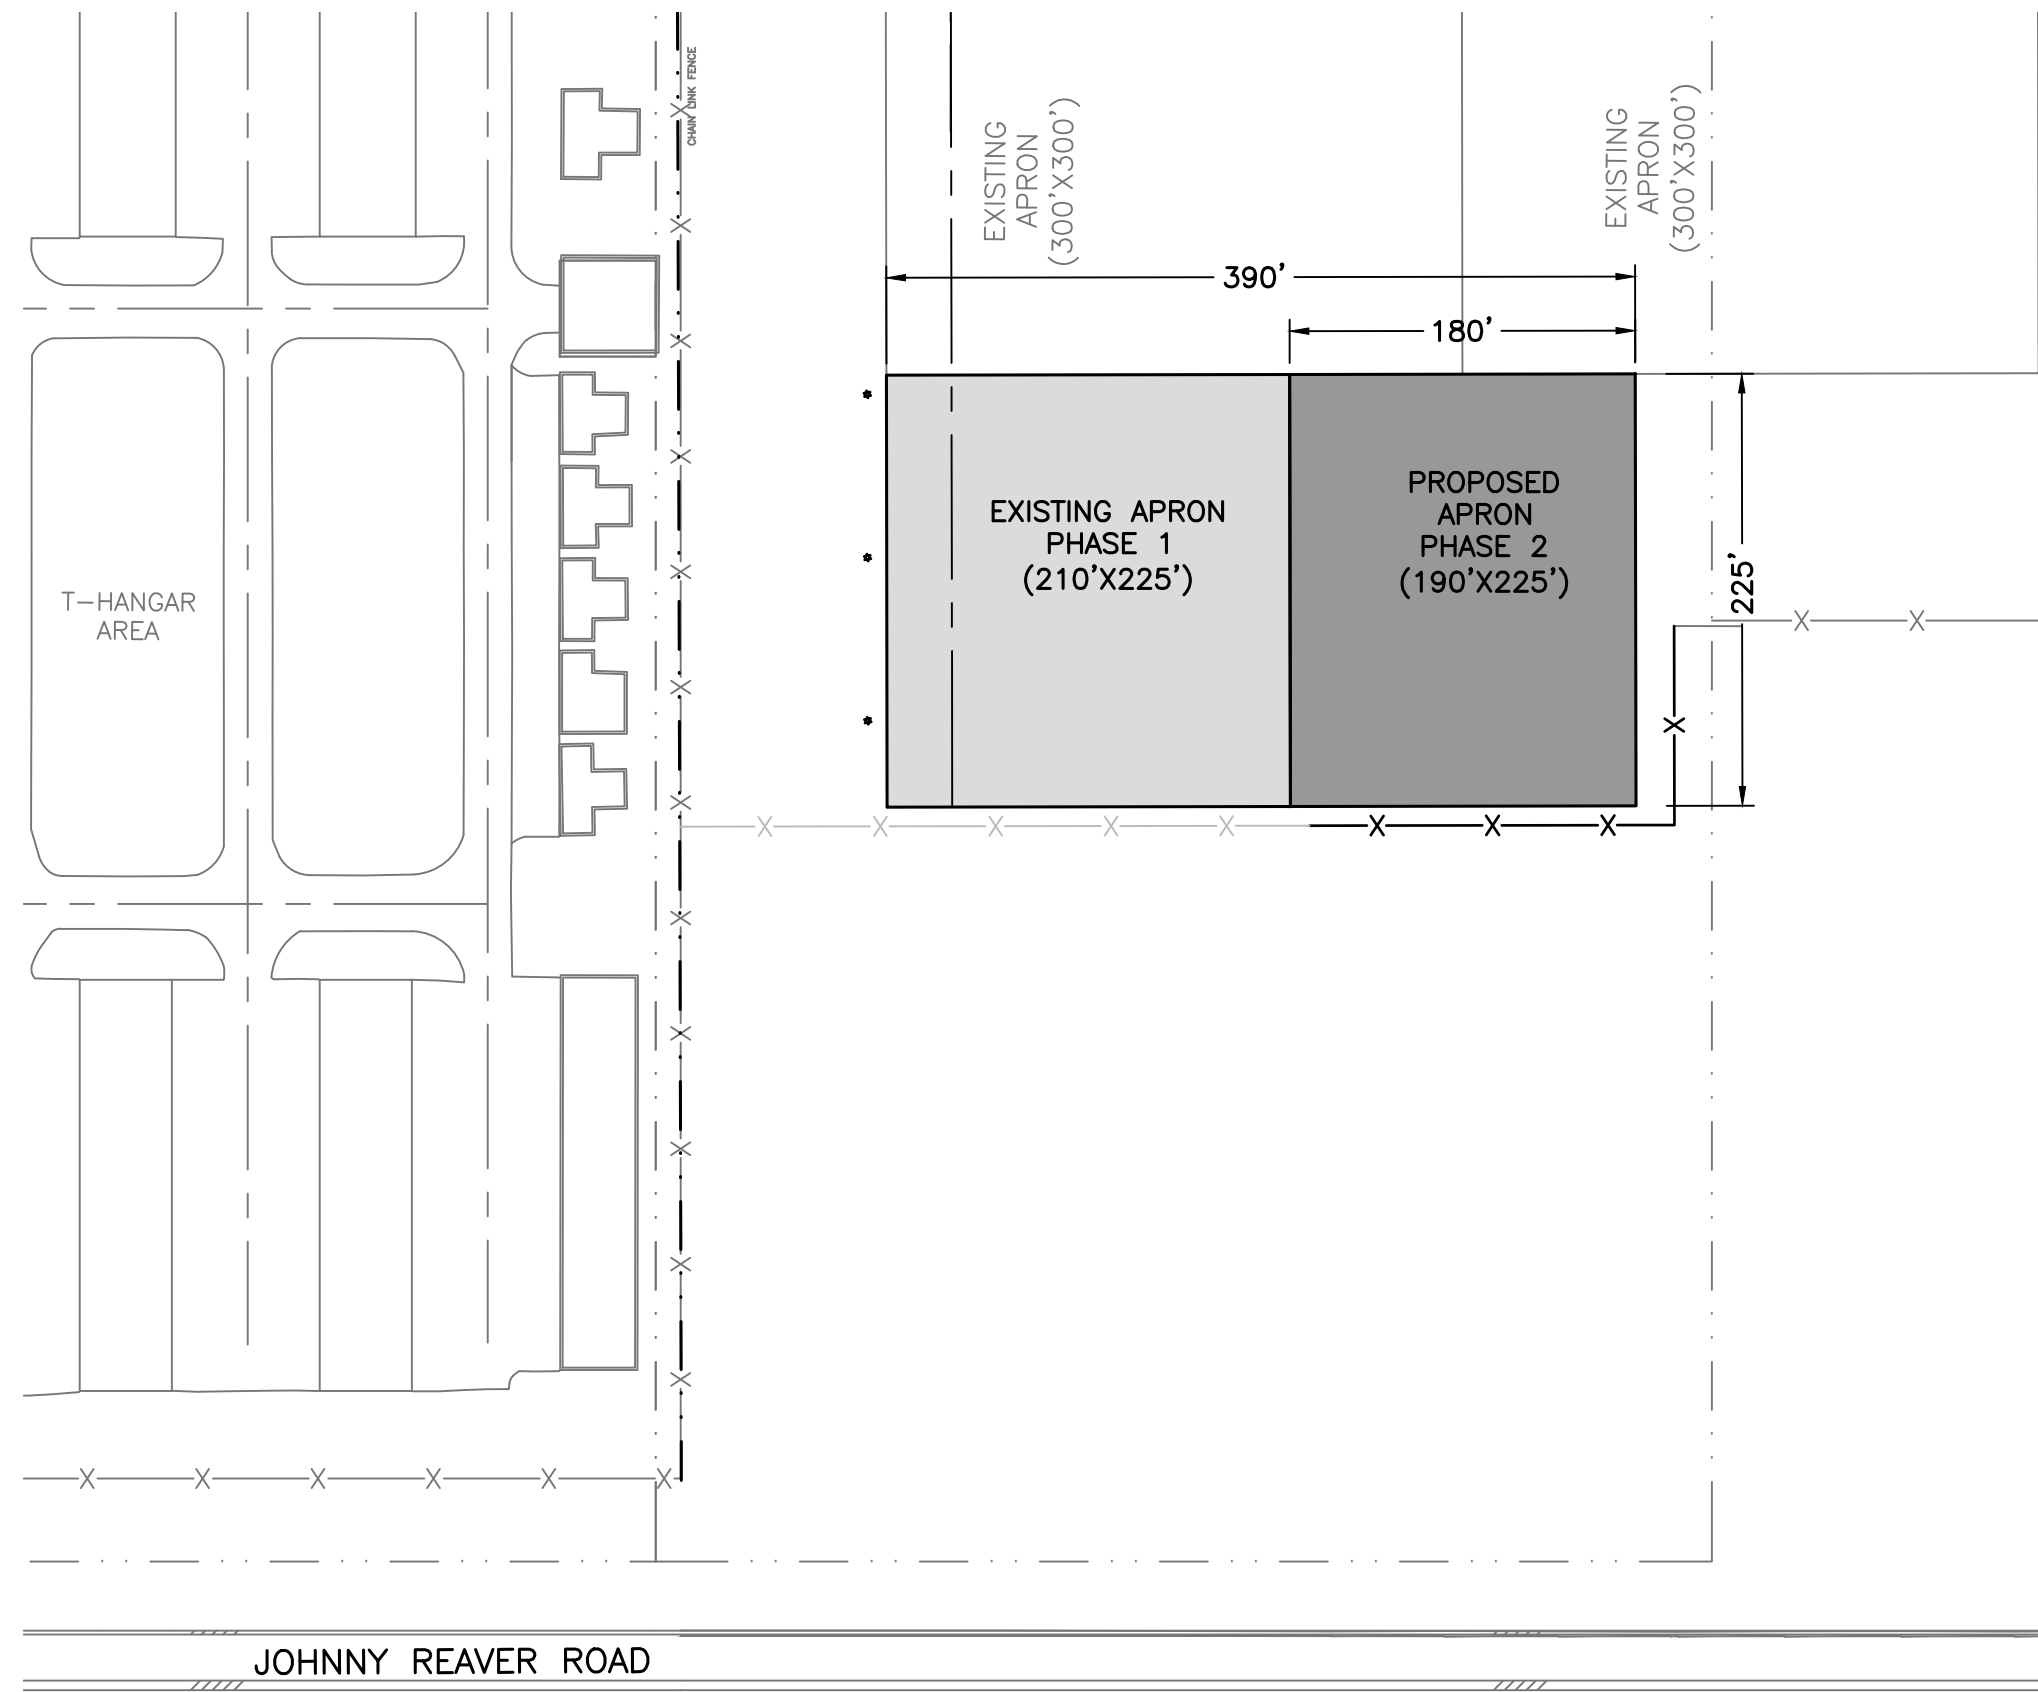 CHAIN LINK FENCE
EXISTING
APRON
(300'X300')
EXISTING
APRON
(300'X300')
390'
180'
EXISTING APRON
PHASE 1
(210'X225')
PROPOSED
APRON
PHASE 2
(190'X225')
225'
T-HANGAR
AREA
JOHNNY REAVER ROAD